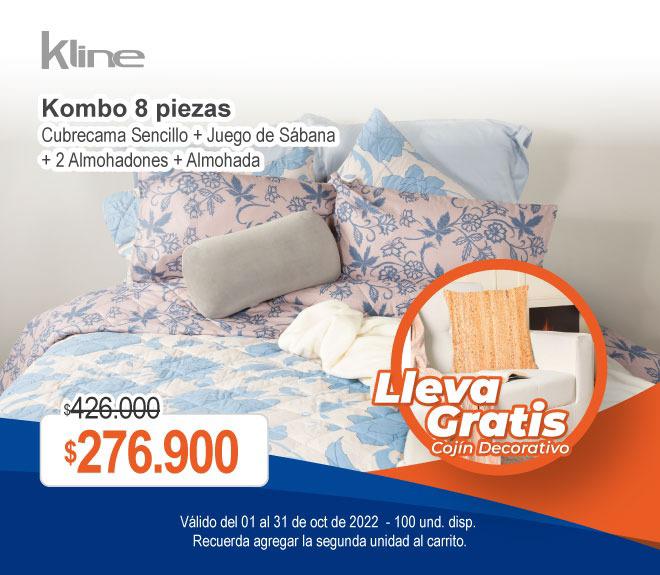 kline
Kombo 8 piezas
Cubrecama Sencillo + Juego de Sábana
+ 2 Almohadones + Almohada
Lleva
Gratis
Cojín Decorativo
$426.000
$276.900
Válido del 01 al 31 de oct de 2022 - 100 und. disp.
Recuerda agregar la segunda unidad al carrito.